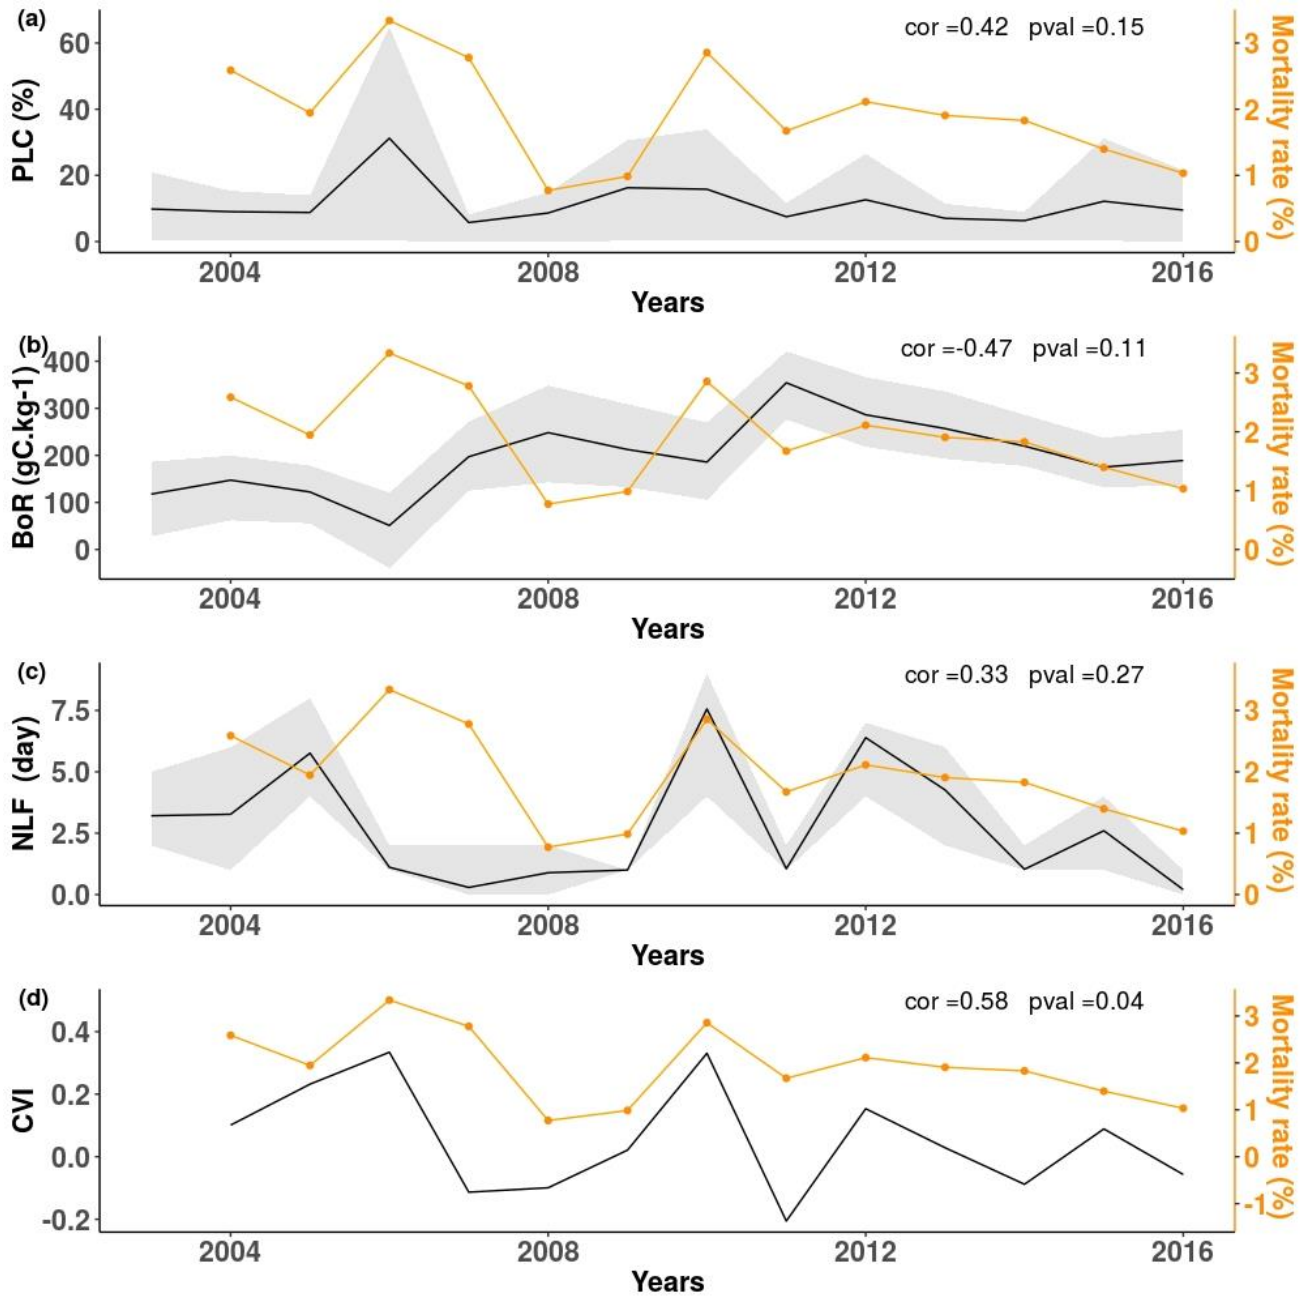 (a)
cor =0.42 pval =0.15
PLC (%)
60
40
20
0
3
2
1
0
Mortality rate (%)
2004 2008 2012 2016
Years
(b)
cor =-0.47 pval =0.11
BoR (gC.kg-1)
400
300
200
100
0
3
2
1
0
Mortality rate (%)
2004 2008 2012 2016
Years
(c)
cor =0.33 pval =0.27
NLF (day)
7.5
5.0
2.5
0.0
3
2
1
0
Mortality rate (%)
2004 2008 2012 2016
Years
(d)
cor =0.58 pval =0.04
CVI
0.4
0.2
0.0
-0.2
3
2
1
0
-1
Mortality rate (%)
2004 2008 2012 2016
Years